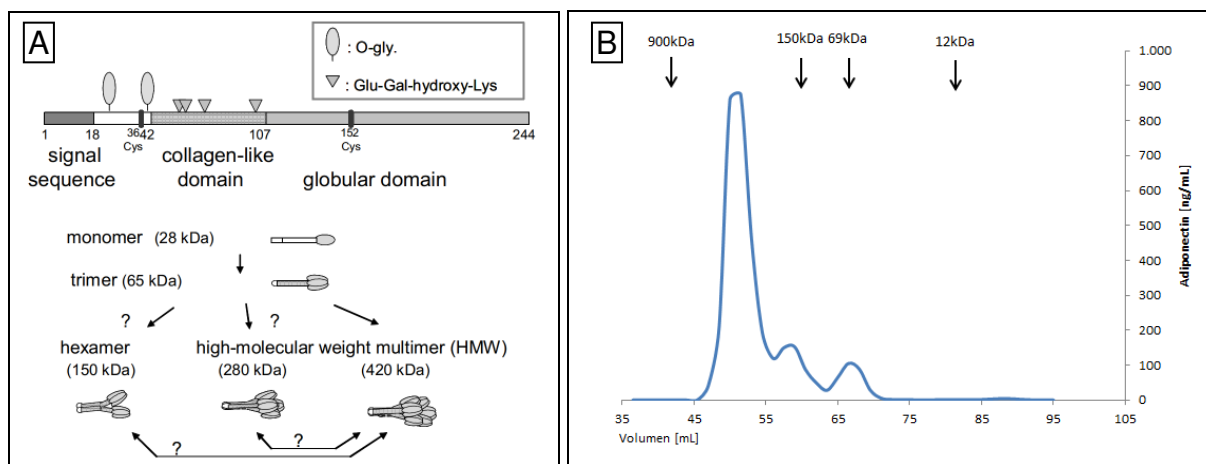 A
: O-gly.
: Glu-Gal-hydroxy-Lys
1 18 36 42 107 152 244
Cys Cys
signal collagen-like
sequence domain globular domain
monomer (28 kDa)
trimer (65 kDa)
? ?
hexamer high-molecular weight multimer (HMW)
(150 kDa) (280 kDa) (420 kDa)
?
?
B
900kDa 150kDa 69kDa 12kDa
1.000
900
800
700
600
500
400
300
200
100
0
Adiponectin [ng/mL]
35 45 55 65 75 85 95 105
Volumen [mL]